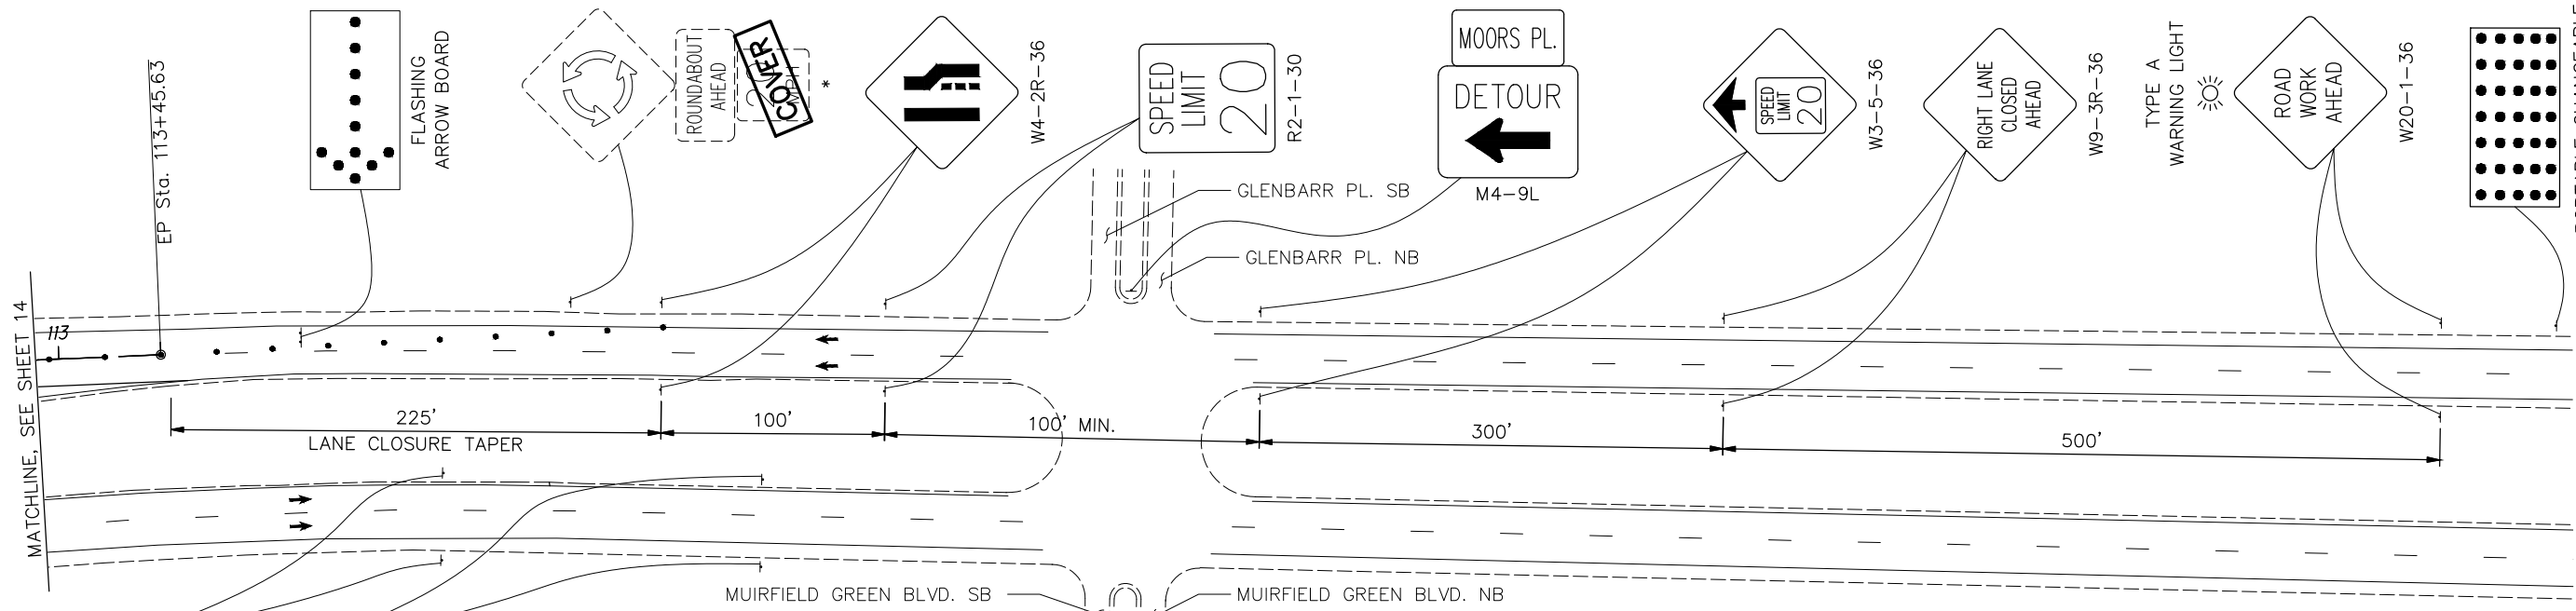 EP Sta. 113+45.63
FLASHING
ARROW BOARD
ROUNDABOUT
AHEAD
COVER
*
W4-2R-36
SPEED
LIMIT
20
R2-1-30
MOORS PL.
DETOUR
M4-9L
SPEED
LIMIT
20
W3-5-36
RIGHT LANE
CLOSED
AHEAD
W9-3R-36
TYPE A
WARNING LIGHT
ROAD
WORK
AHEAD
W20-1-36
GLENBARR PL. SB
GLENBARR PL. NB
MATCHLINE, SEE SHEET 14
113
225'
LANE CLOSURE TAPER
100'
100' MIN.
300'
500'
MUIRFIELD GREEN BLVD. SB
MUIRFIELD GREEN BLVD. NB